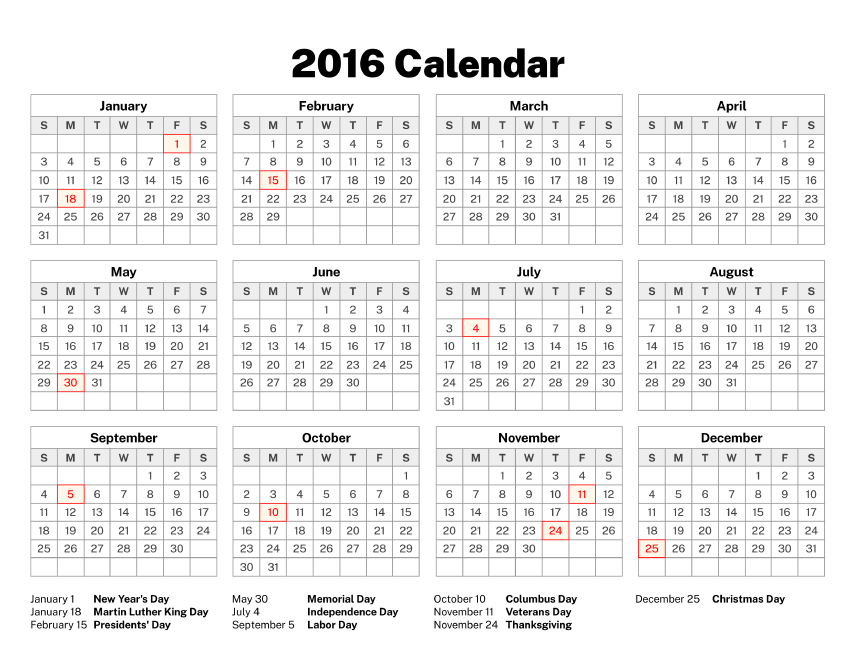 2016 Calendar
January February March April
S M T W T F S S M T W T F S S M T W T F S S M T W T F S
1 2 1 2 3 4 5 6 1 2 3 4 5 1 2
3 4 5 6 7 8 9 7 8 9 10 11 12 13 6 7 8 9 10 11 12 3 4 5 6 7 8 9
10 11 12 13 14 15 16 14 15 16 17 18 19 20 13 14 15 16 17 18 19 10 11 12 13 14 15 16
17 18 19 20 21 22 23 21 22 23 24 25 26 27 20 21 22 23 24 25 26 17 18 19 20 21 22 23
24 25 26 27 28 29 30 28 29 27 28 29 30 31 24 25 26 27 28 29 30
31
May June July August
S M T W T F S S M T W T F S S M T W T F S S M T W T F S
1 2 3 4 5 6 7 1 2 3 4 1 2 1 2 3 4 5 6
8 9 10 11 12 13 14 5 6 7 8 9 10 11 3 4 5 6 7 8 9 7 8 9 10 11 12 13
15 16 17 18 19 20 21 12 13 14 15 16 17 18 10 11 12 13 14 15 16 14 15 16 17 18 19 20
22 23 24 25 26 27 28 19 20 21 22 23 24 25 17 18 19 20 21 22 23 21 22 23 24 25 26 27
29 30 31 26 27 28 29 30 24 25 26 27 28 29 30 28 29 30 31
31
September October November December
S M T W T F S S M T W T F S S M T W T F S S M T W T F S
1 2 3 1 1 2 3 4 5 1 2 3
4 5 6 7 8 9 10 2 3 4 5 6 7 8 6 7 8 9 10 11 12 4 5 6 7 8 9 10
11 12 13 14 15 16 17 9 10 11 12 13 14 15 13 14 15 16 17 18 19 11 12 13 14 15 16 17
18 19 20 21 22 23 24 16 17 18 19 20 21 22 20 21 22 23 24 25 26 18 19 20 21 22 23 24
25 26 27 28 29 30 23 24 25 26 27 28 29 27 28 29 30 25 26 27 28 29 30 31
30 31
January 1 New Year's Day May 30 Memorial Day October 10 Columbus Day December 25 Christmas Day
January 18 Martin Luther King Day July 4 Independence Day November 11 Veterans Day
February 15 Presidents' Day September 5 Labor Day November 24 Thanksgiving